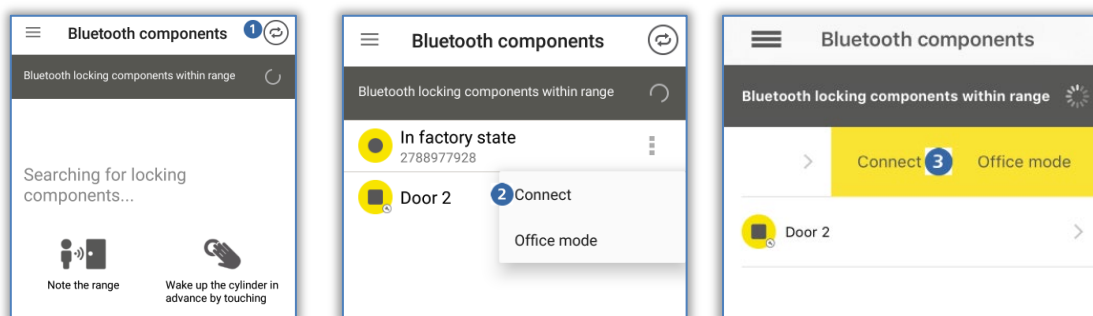 Bluetooth components 1
Bluetooth locking components within range
Searching for locking
components...
Note the range
Wake up the cylinder in
advance by touching
Bluetooth components
Bluetooth locking components within range
In factory state
2788977928
Door 2
2 Connect
Office mode
Bluetooth components
Bluetooth locking components within range
Connect 3 Office mode
Door 2